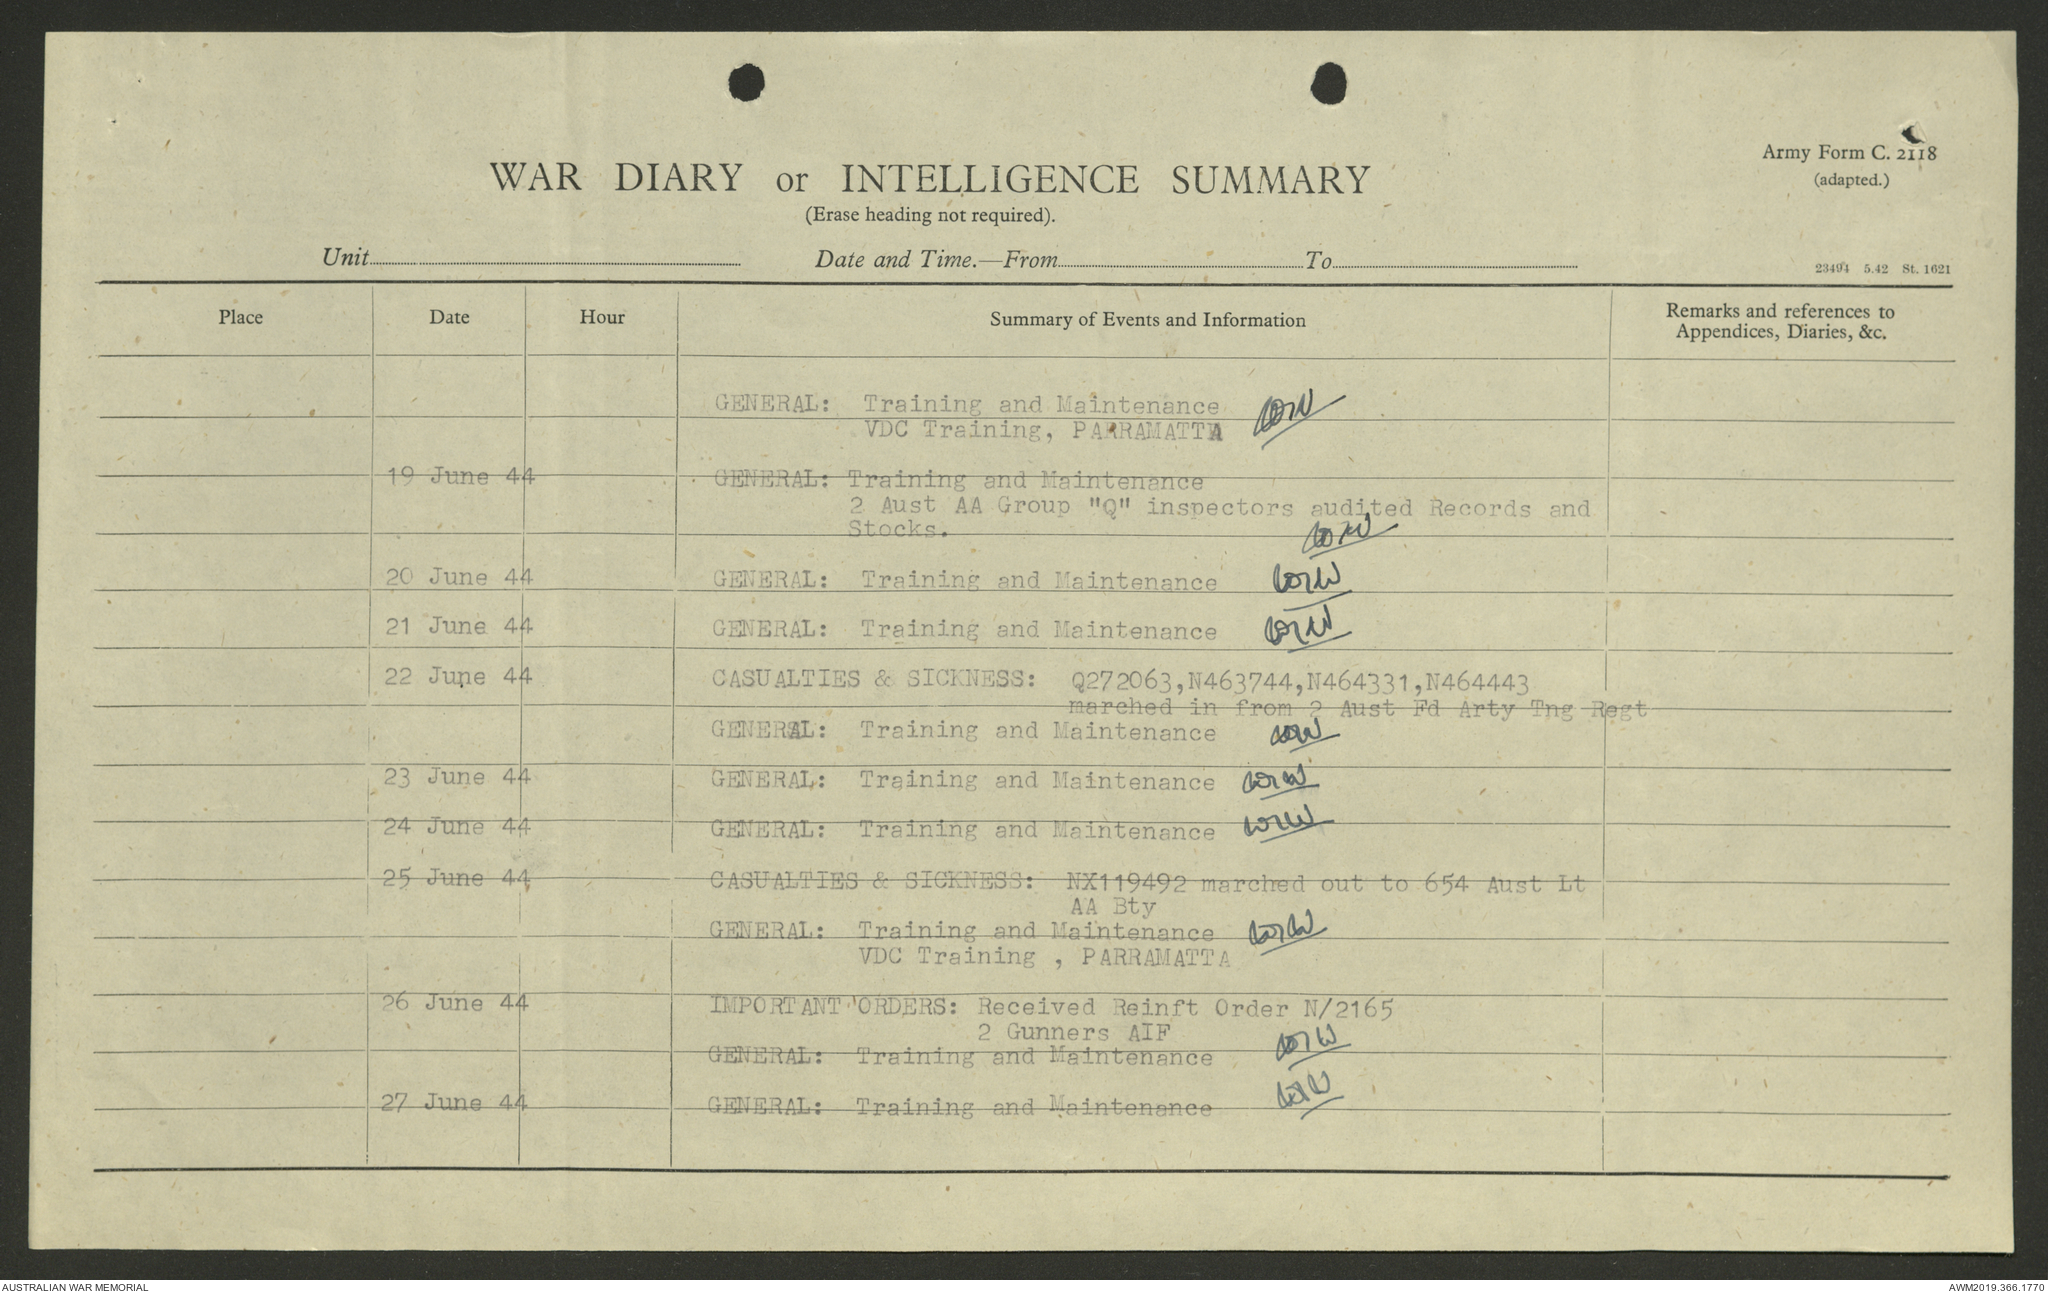 Army Form C. 2118
(adapted.)
WAR DIARY or INTELLIGENCE SUMMARY
(Erase heading not required).
Unit Date and Time.—From To
23494 5.42 St. 1621
Place Date Hour Summary of Events and Information Remarks and references to
Appendices, Diaries, &c.
GENERAL: Training and Maintenance
VDC Training, PARRAMATTA
19 June 44 GENERAL: Training and Maintenance
2 Aust AA Group "Q" inspectors audited Records and
Stocks.
20 June 44 GENERAL: Training and Maintenance
21 June 44 GENERAL: Training and Maintenance
22 June 44 CASUALTIES & SICKNESS: Q272063,N463744,N464331,N464443
marched in from 2 Aust Fd Arty Tng Regt
GENERAL: Training and Maintenance
23 June 44 GENERAL: Training and Maintenance
24 June 44 GENERAL: Training and Maintenance
25 June 44 CASUALTIES & SICKNESS: NX119492 marched out to 654 Aust Lt
AA Bty
GENERAL: Training and Maintenance
VDC Training , PARRAMATTA
26 June 44 IMPORTANT ORDERS: Received Reinft Order N/2165
2 Gunners AIF
GENERAL: Training and Maintenance
27 June 44 GENERAL: Training and Maintenance
AUSTRALIAN WAR MEMORIAL AWM2019.366.1770